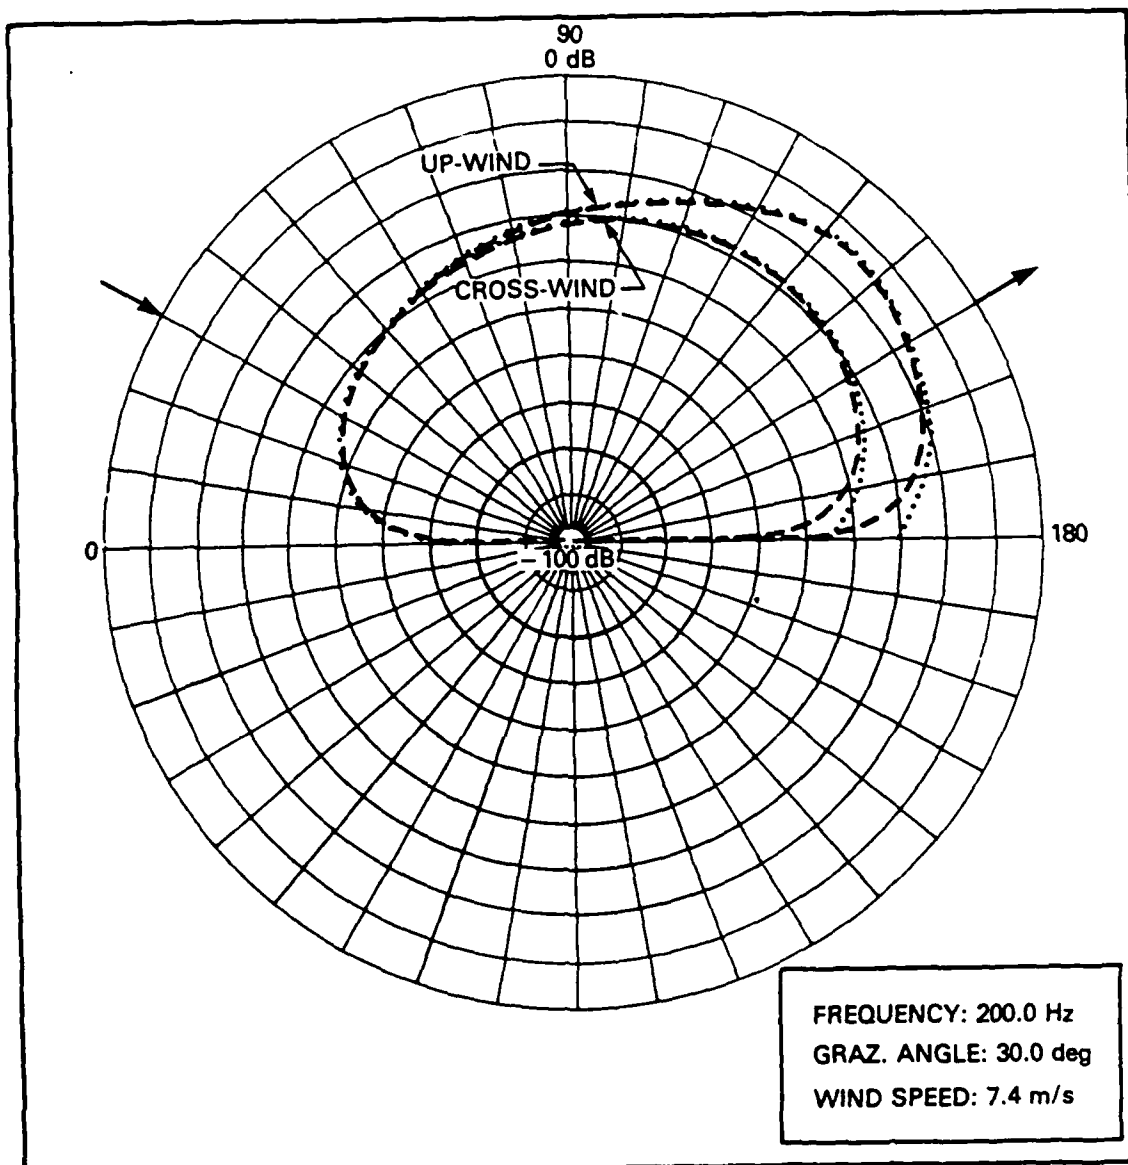 90
0 dB
UP-WIND
CROSS-WIND
0
180
– 100 dB
FREQUENCY: 200.0 Hz
GRAZ. ANGLE: 30.0 deg
WIND SPEED: 7.4 m/s